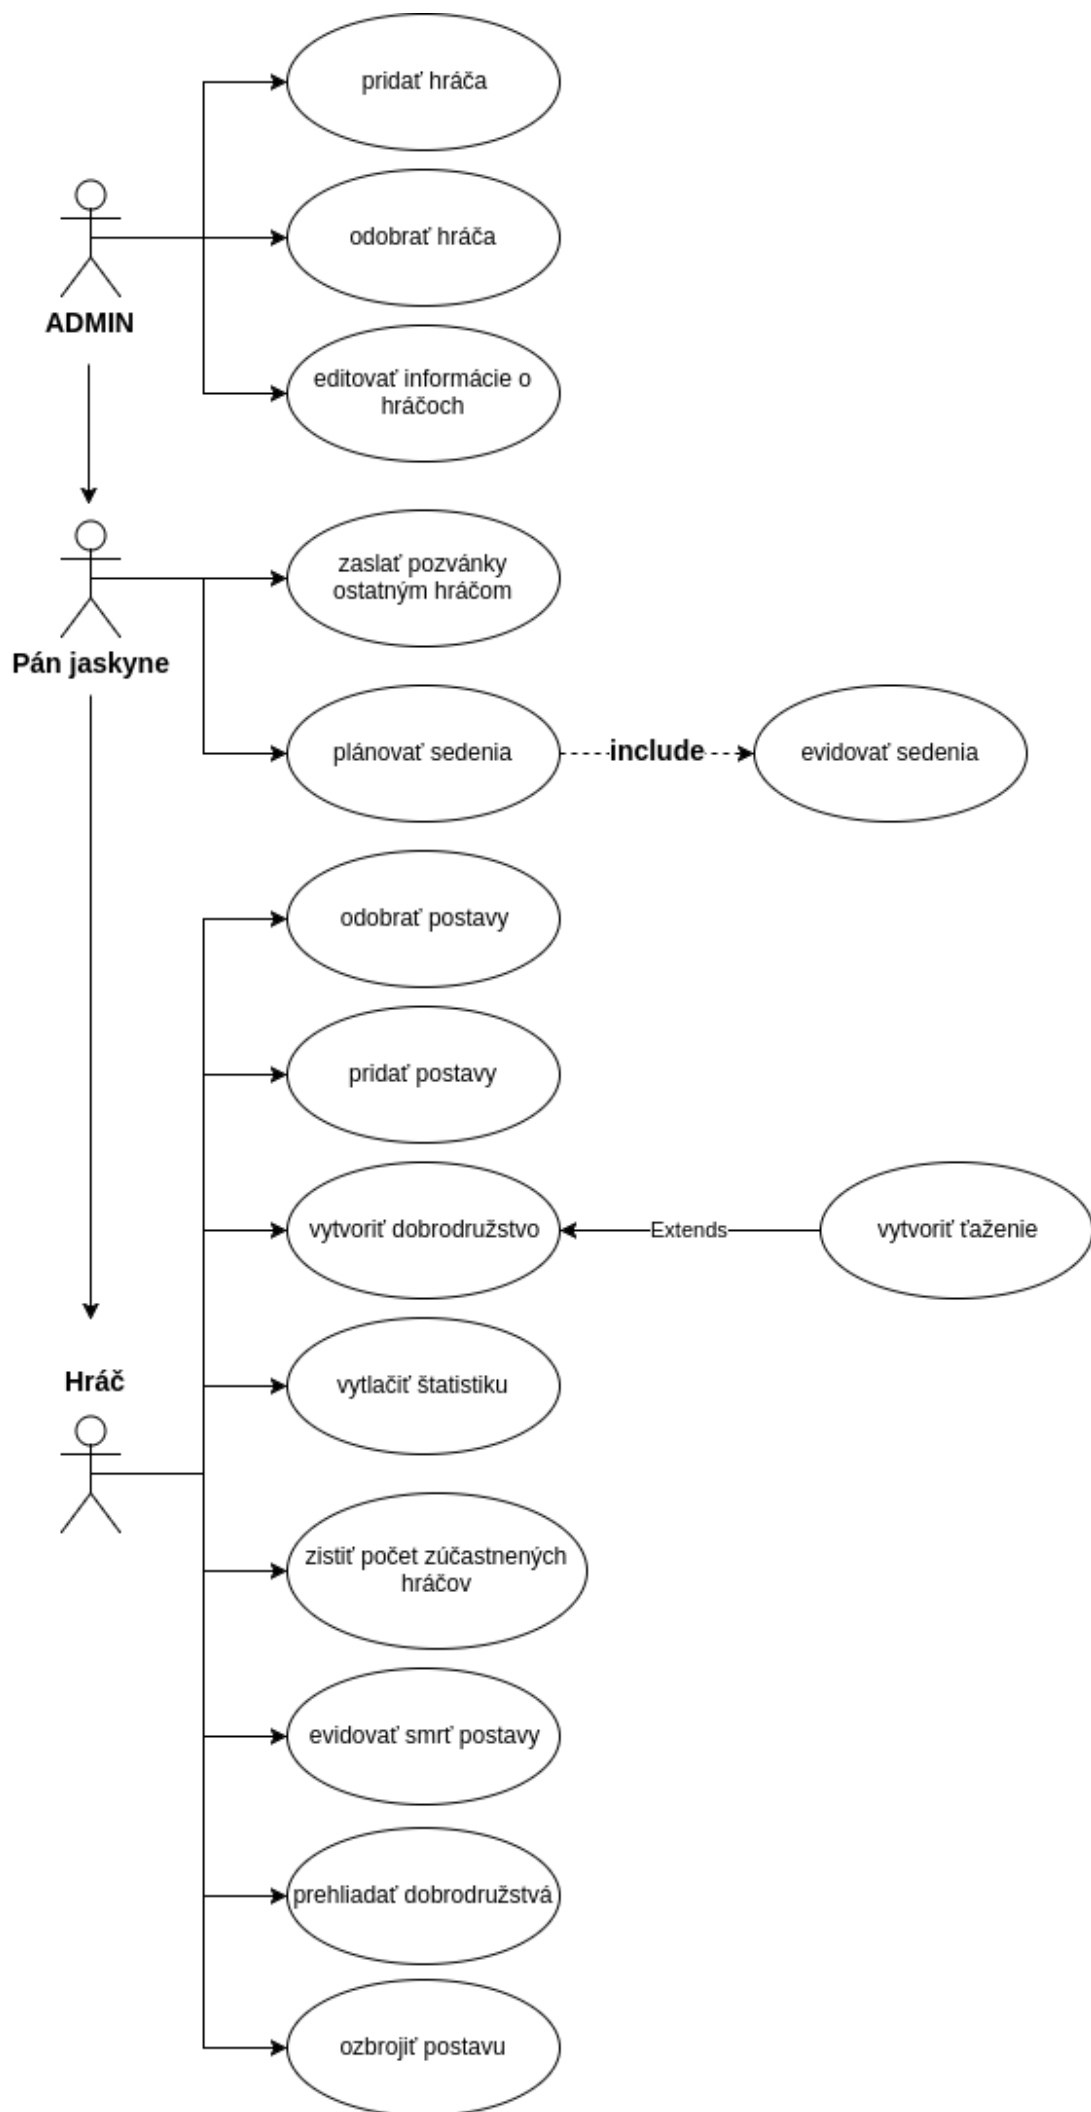 pridať hráča
odobrať hráča
ADMIN
editovať informácie o
hráčoch
zaslať pozvánky
ostatným hráčom
Pán jaskyne
plánovať sedenia
include
evidovať sedenia
odobrať postavy
pridať postavy
vytvoriť dobrodružstvo
Extends
vytvoriť ťaženie
Hráč
vytlačiť štatistiku
zistiť počet zúčastnených
hráčov
evidovať smrť postavy
prehliadať dobrodružstvá
ozbrojiť postavu